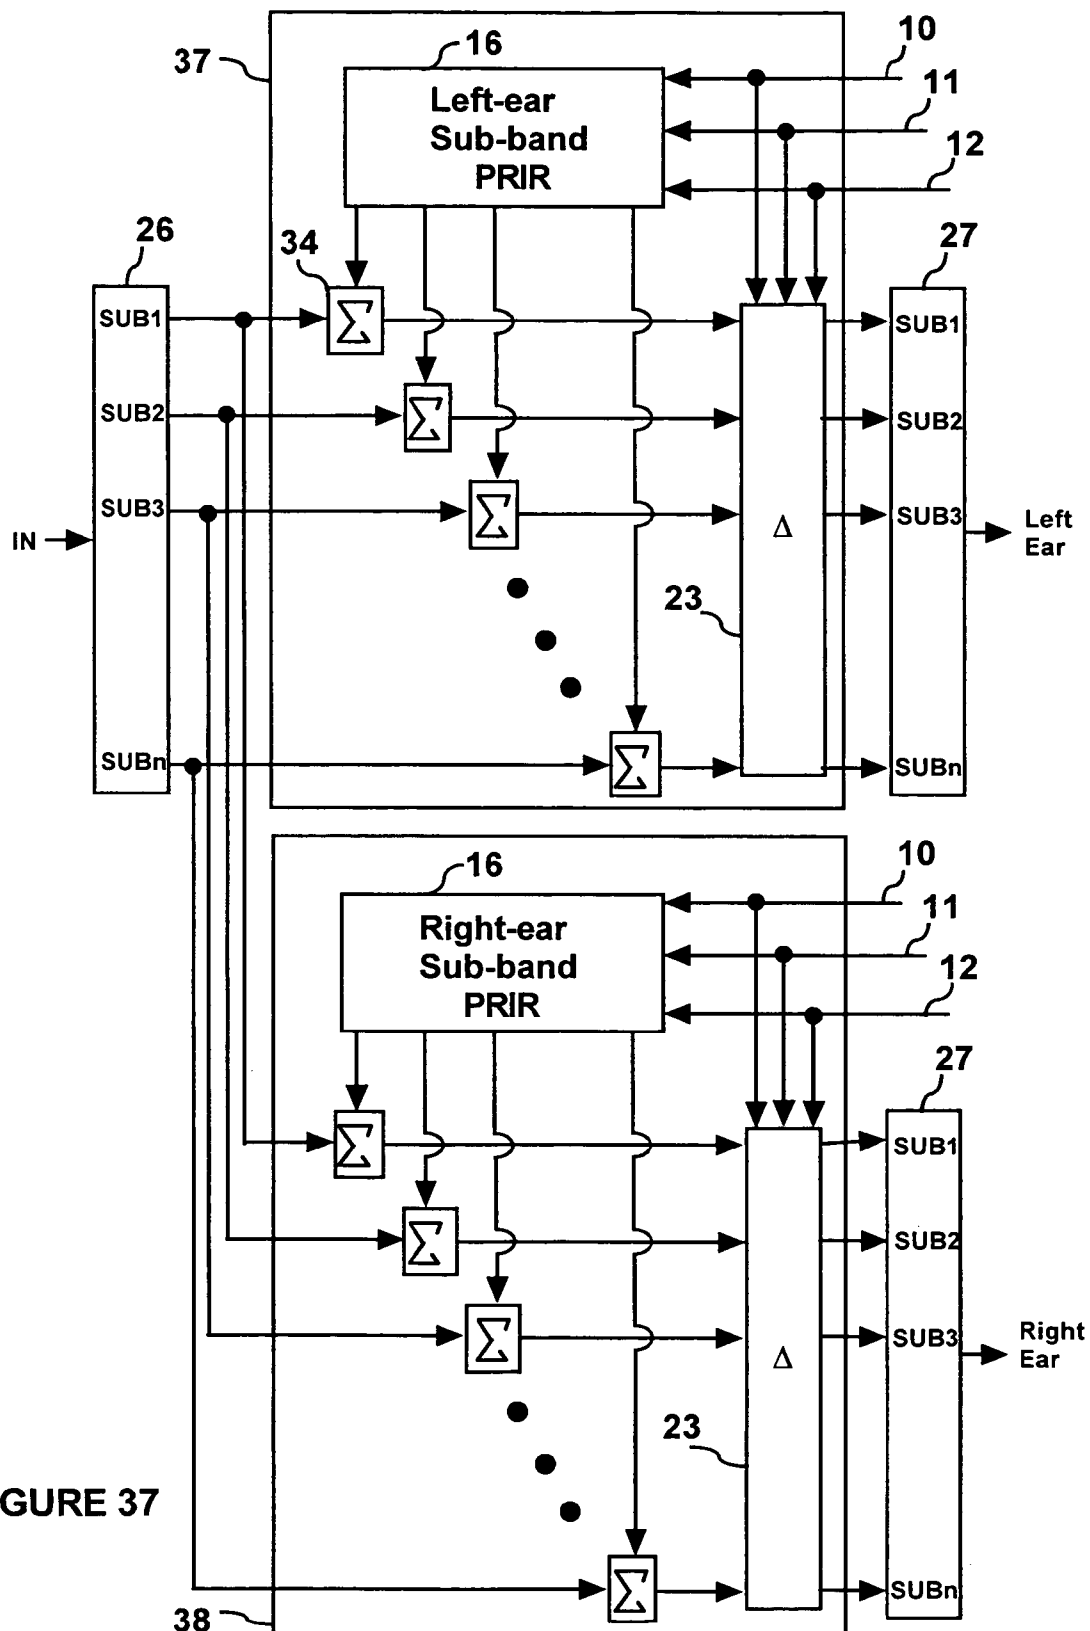 16
10
37
11
Left-ear
Sub-band
PRIR
12
26
34
27
SUB1
Σ
SUB1
SUB2
Σ
SUB2
SUB3
Σ
SUB3
IN
Δ
Left
Ear
23
SUBn
Σ
SUBn
16
10
11
Right-ear
Sub-band
PRIR
12
27
Σ
SUB1
Σ
SUB2
Σ
SUB3
Δ
Right
Ear
23
GURE 37
Σ
SUBn
38